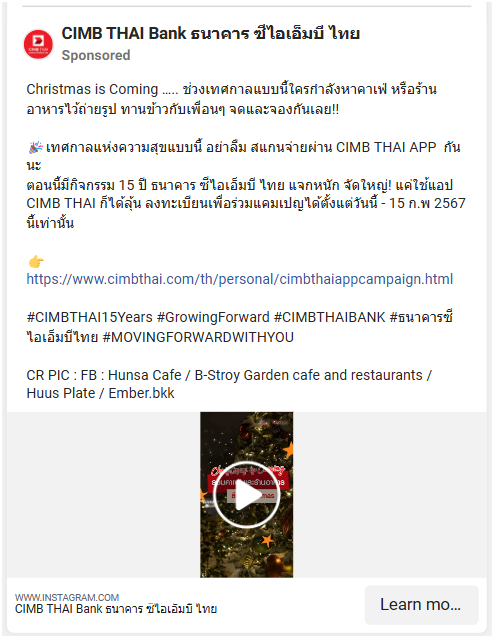 CIMB THAI Bank ธนาคาร ซีไอเอ็มบี ไทย
Sponsored
Christmas is Coming ..... ช่วงเทศกาลแบบนี้ใครกำลังหาคาเฟ่ หรือร้าน
อาหารไว้ถ่ายรูป ทานข้าวกับเพื่อนๆ จดและจองกันเลย!!
🎉 เทศกาลแห่งความสุขแบบนี้ อย่าลืม สแกนจ่ายผ่าน CIMB THAI APP กัน
นะ
ตอนนี้มีกิจกรรม 15 ปี ธนาคาร ซีไอเอ็มบี ไทย แจกหนัก จัดใหญ่! แค่ใช้แอป
CIMB THAI ก็ได้ลุ้น ลงทะเบียนเพื่อร่วมแคมเปญได้ตั้งแต่วันนี้ - 15 ก.พ 2567
นี้เท่านั้น
👉
https://www.cimbthai.com/th/personal/cimbthaiappcampaign.html
#CIMBTHAI15Years #GrowingForward #CIMBTHAIBANK #ธนาคารซี
ไอเอ็มบีไทย #MOVINGFORWARDWITHYOU
CR PIC : FB : Hunsa Cafe / B-Stroy Garden cafe and restaurants /
Huus Plate / Ember.bkk
WWW.INSTAGRAM.COM
CIMB THAI Bank ธนาคาร ซีไอเอ็มบี ไทย
Learn mo...